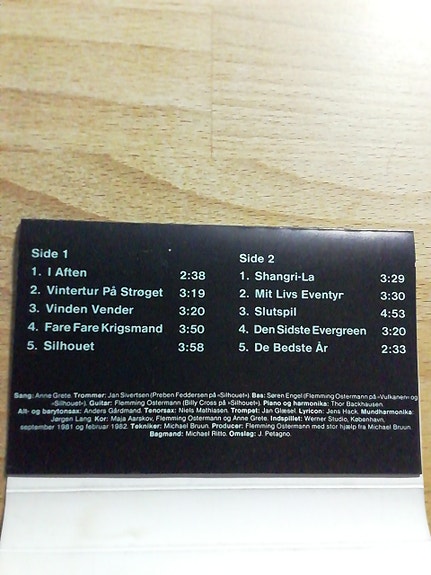 Side 1
1. I Aften 2:38
2. Vintertur På Strøget 3:19
3. Vinden Vender 3:20
4. Fare Fare Krigsmand 3:50
5. Silhouet 3:58
Side 2
1. Shangri-La 3:29
2. Mit Livs Eventyr 3:30
3. Slutspil 4:53
4. Den Sidste Evergreen 3:20
5. De Bedste År 2:33
Sang: Anne Grete. Trommer: Jan Sivertsen (Preben Feddersen på »Silhouet«). Bas: Søren Engel (Flemming Ostermann på »Vulkanen« og
»Silhouet«). Guitar: Flemming Ostermann (Billy Cross på »Silhouet«). Piano og harmonika: Thor Backhausen.
Alt- og barytonsax: Anders Gårdmand. Tenorsax: Niels Mathiasen. Trompet: Jan Glæsel. Lyricon: Jens Hack. Mundharmonika:
Jørgen Lang. Kor: Maja Aarskov, Flemming Ostermann og Anne Grete. Indspillet: Werner Studio, København,
september 1981 og februar 1982. Tekniker: Michael Bruun. Producer: Flemming Ostermann med stor hjælp fra Michael Bruun.
Bagmand: Michael Ritto. Omslag: J. Petagno.